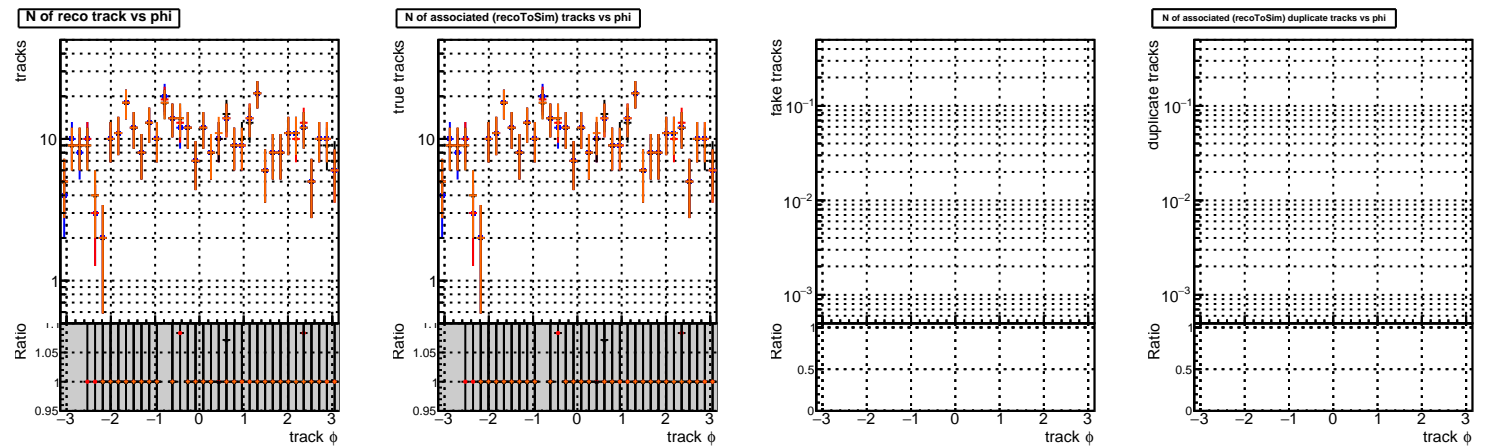 N of reco track vs phi
tracks
10
1
Ratio
1.1
1.05
1
0.95
−3 −2 −1 0 1 2 3
track ϕ
N of associated (recoToSim) tracks vs phi
true tracks
10
1
Ratio
1.1
1.05
1
0.95
−3 −2 −1 0 1 2 3
track ϕ
fake tracks
10⁻¹
10⁻²
10⁻³
Ratio
1
0.5
0
−3 −2 −1 0 1 2 3
track ϕ
N of associated (recoToSim) duplicate tracks vs phi
duplicate tracks
10⁻¹
10⁻²
10⁻³
Ratio
1
0.5
0
−3 −2 −1 0 1 2 3
track ϕ